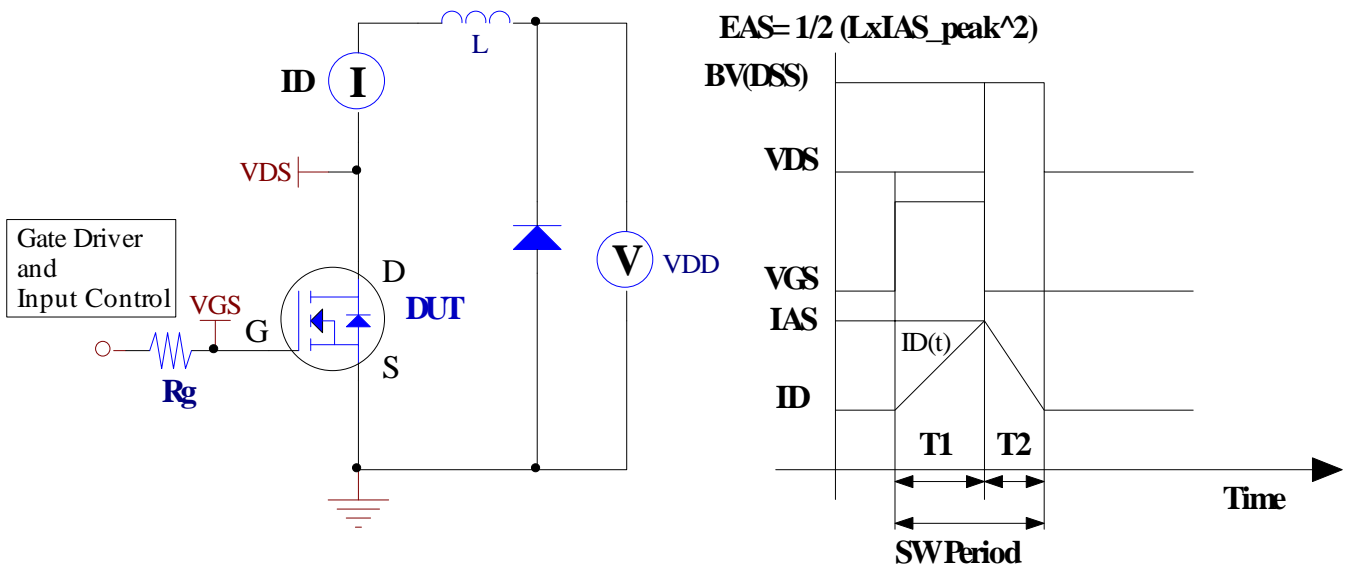 EAS= 1/2 (LxIAS_peak^2)
L
ID
I
BV(DSS)
VDS
VDS
Gate Driver
and
Input Control
VGS
G
D
DUT
S
Rg
V
VDD
VGS
IAS
ID(t)
ID
T1
T2
Time
SW Period